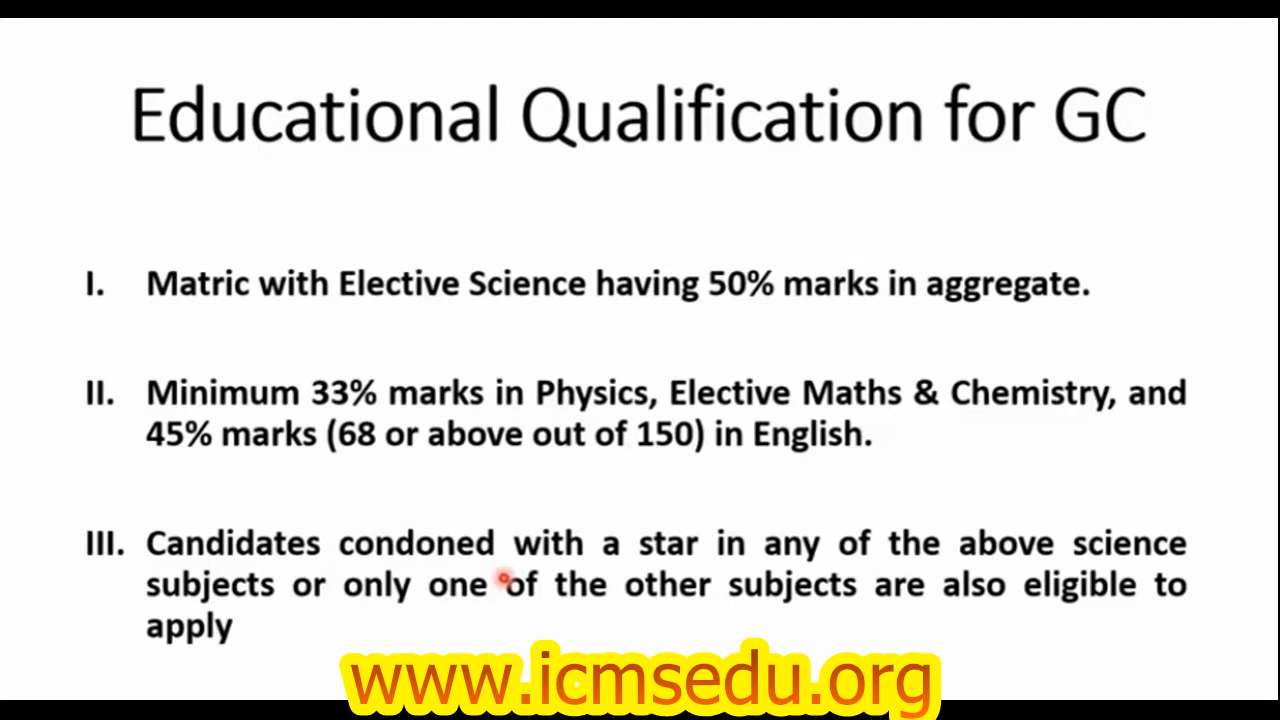 Educational Qualification for GC
I. Matric with Elective Science having 50% marks in aggregate.
II. Minimum 33% marks in Physics, Elective Maths & Chemistry, and
45% marks (68 or above out of 150) in English.
III. Candidates condoned with a star in any of the above science
subjects or only one of the other subjects are also eligible to
apply
www.icmsedu.org